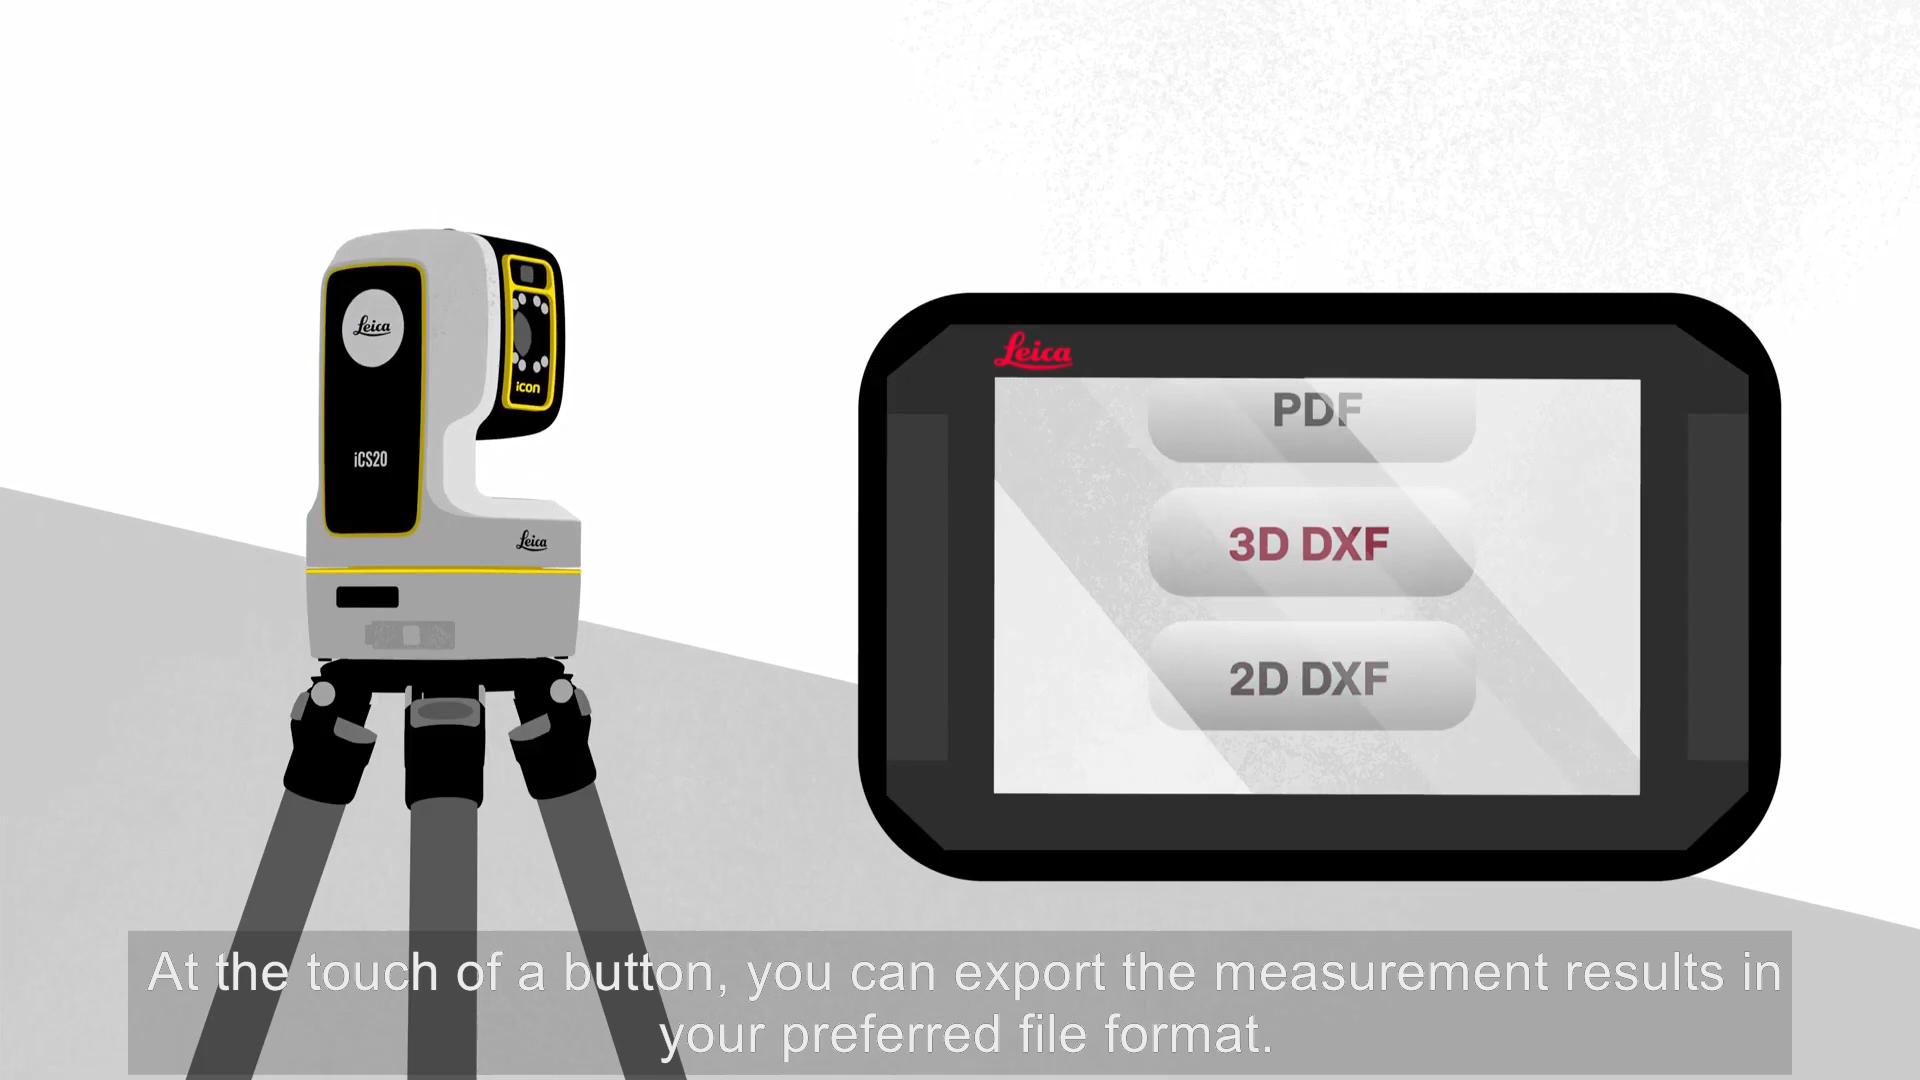 Leica
icon
iCS20
Leica
Leica
PDF
3D DXF
2D DXF
At the touch of a button, you can export the measurement results in
your preferred file format.